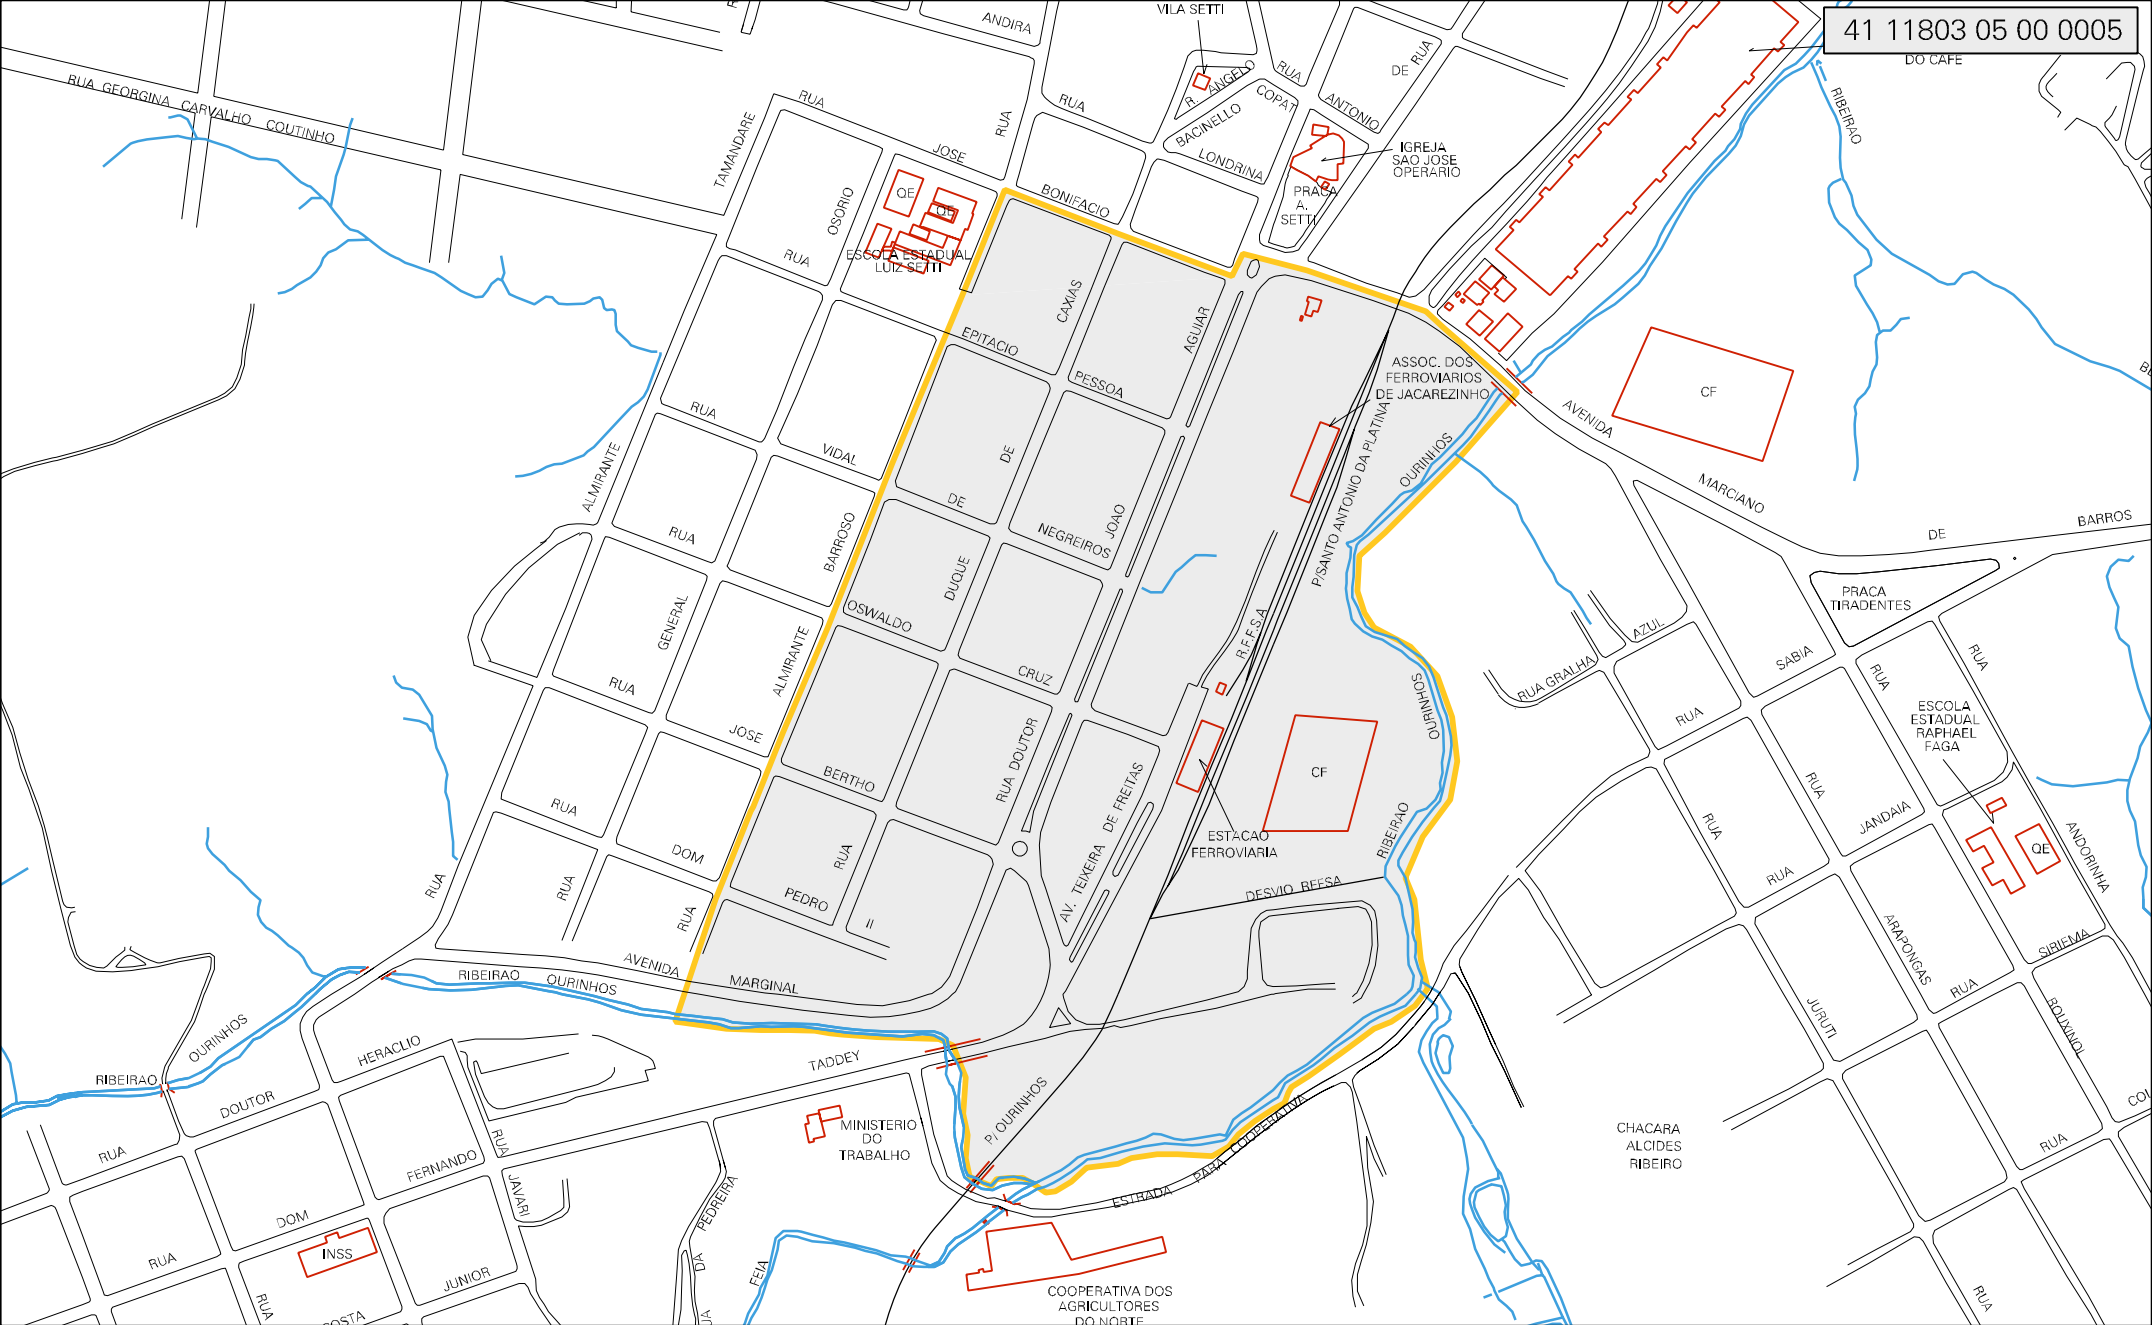 41 11803 05 00 0005
DO CAFE
VILA SETTI
ANDIRA
RUA
DE
RUA
R. ANGELO
COPAT
ANTONIO
BACINELLO
LONDRINA
RUA GEORGINA CARVALHO COUTINHO
TAMANDARE
RUA
JOSE
RUA
RUA
BONIFACIO
IGREJA
SAO JOSE
OPERARIO
PRACA
A.
SETTI
RIBEIRAO
QE
QE
ESCOLA ESTADUAL
LUIZ SETTI
OSORIO
RUA
CAXIAS
AGUIAR
EPITACIO
PESSOA
ASSOC. DOS
FERROVIARIOS
DE JACAREZINHO
CF
AVENIDA
MARCIANO
DE
BARROS
RUA
VIDAL
DE
NEGREIROS
DE
JOAO
ALMIRANTE
RUA
BARROSO
P/SANTO ANTONIO DA PLATINA
OURINHOS
DUQUE
OSWALDO
CRUZ
GENERAL
ALMIRANTE
R.F.F.S.A
PRACA
TIRADENTES
AZUL
RUA GRALHA
SABIA
RUA
RUA
RUA
ESCOLA
ESTADUAL
RAPHAEL
FAGA
RUA
JOSE
BERTHO
RUA DOUTOR
OURINHOS
CF
ESTACAO
FERROVIARIA
AV. TEIXEIRA DE FREITAS
RIBEIRAO
RUA
RUA
JANDAIA
ANDORINHA
QE
RUA
DOM
PEDRO
II
RUA
RUA
RUA
RUA
DESVIO REFSA
RUA
ARAPONGAS
SIRIEMA
AVENIDA
MARGINAL
RIBEIRAO
OURINHOS
OURINHOS
RIBEIRAO
HERACLIO
DOUTOR
RUA
TADDEY
P/ OURINHOS
RUA
JURUTI
ROUXINOL
RUA
MINISTERIO
DO
TRABALHO
ESTRADA PARA COOPERATIVA
CHACARA
ALCIDES
RIBEIRO
RUA
FERNANDO
JAVARI
DOM
RUA
INSS
JUNIOR
RUA
PEDREIRA
DA
FEIA
COOPERATIVA DOS
AGRICULTORES
DO NORTE
RUA